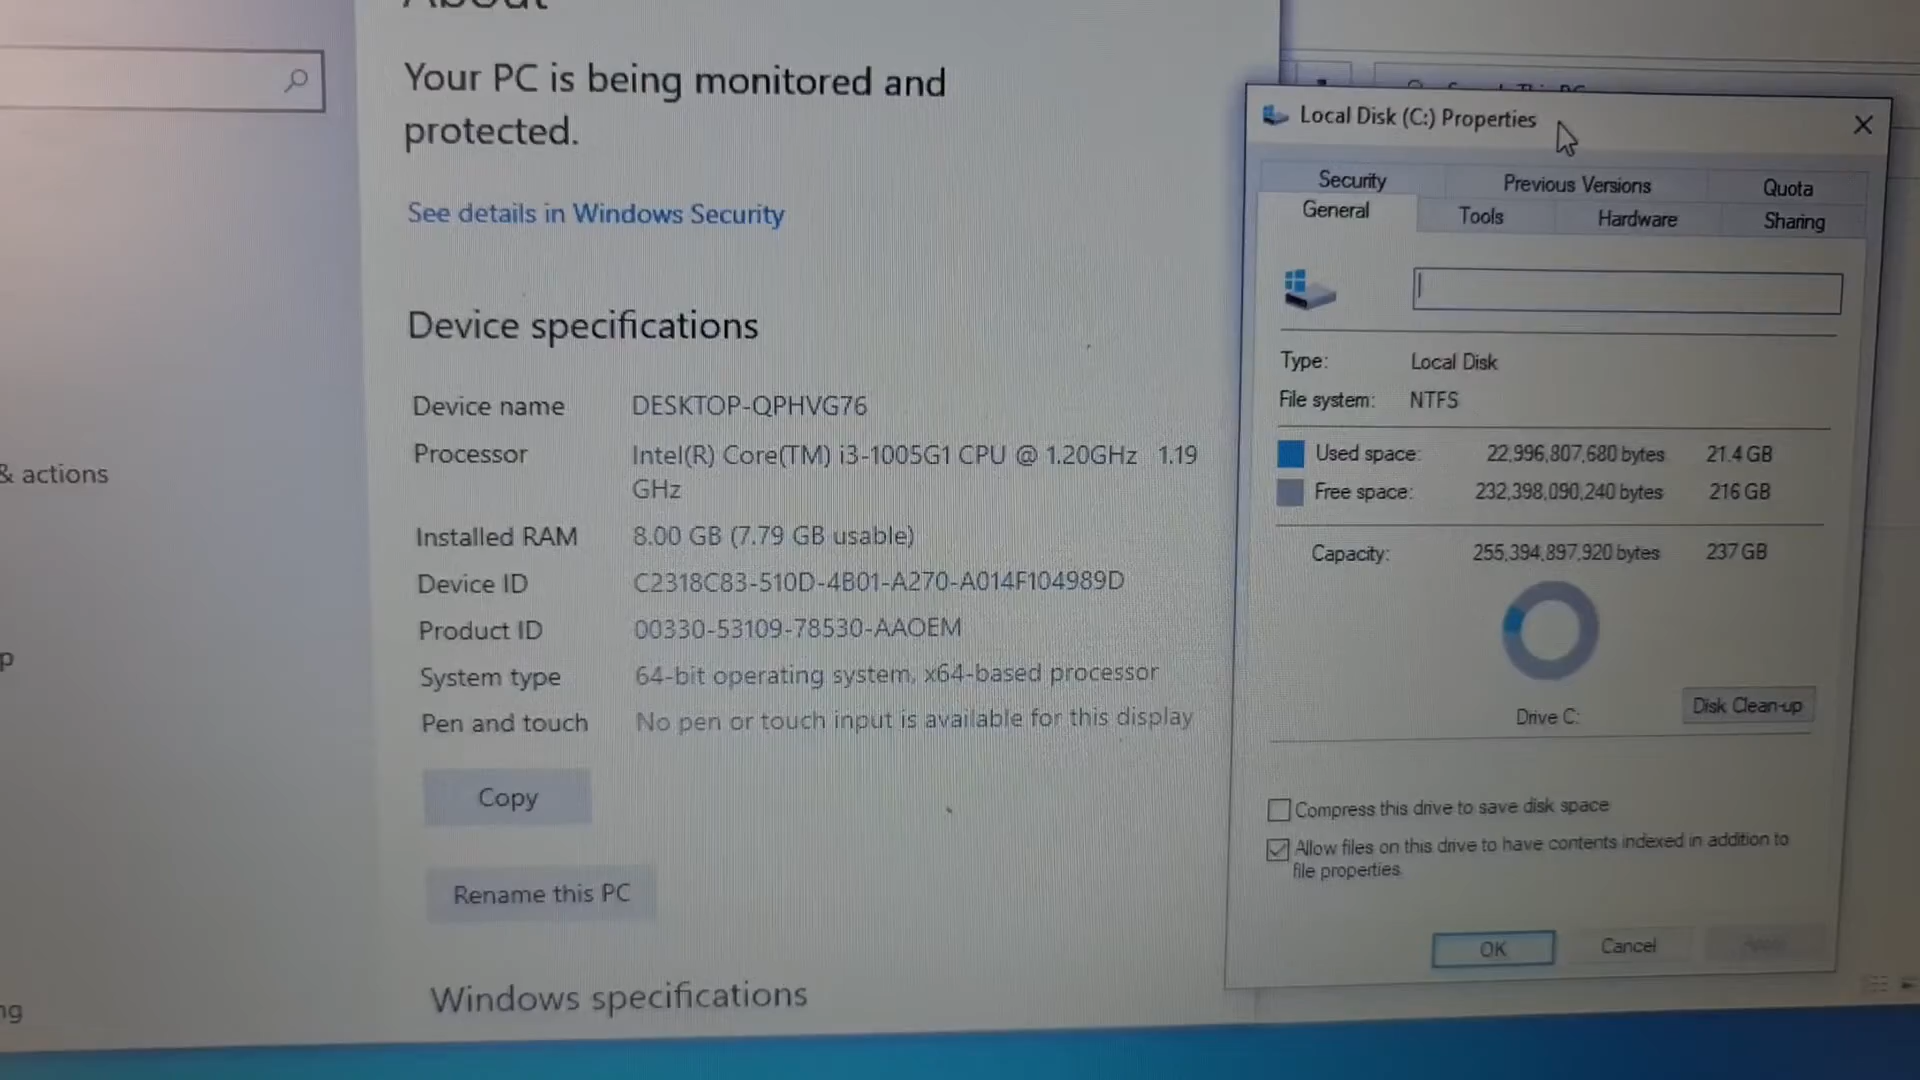 About
Your PC is being monitored and
protected.
See details in Windows Security
Device specifications
Device name DESKTOP-QPHVG76
Processor Intel(R) Core(TM) i3-1005G1 CPU @ 1.20GHz 1.19
GHz
Installed RAM 8.00 GB (7.79 GB usable)
Device ID C2318C83-510D-4B01-A270-A014F104989D
Product ID 00330-53109-78530-AAOEM
System type 64-bit operating system, x64-based processor
Pen and touch No pen or touch input is available for this display
Copy
Rename this PC
Windows specifications
& actions
p
ng
Local Disk (C:) Properties
Security Previous Versions Quota
General Tools Hardware Sharing
Type: Local Disk
File system: NTFS
Used space: 22,996,807,680 bytes 21.4 GB
Free space: 232,398,090,240 bytes 216 GB
Capacity: 255,394,897,920 bytes 237 GB
Drive C:
Disk Clean-up
Compress this drive to save disk space
Allow files on this drive to have contents indexed in addition to
file properties
OK Cancel